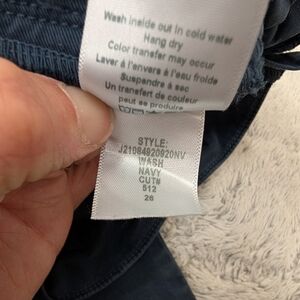 Wash inside out in cold water
Hang dry
Color transfer may occur
Laver à l'envers à l'eau froide
Suspendre à sec
Un transfert de couleur
peut se produire
STYLE:
J21084920920NV
WASH
NAVY
CUT#
512
26